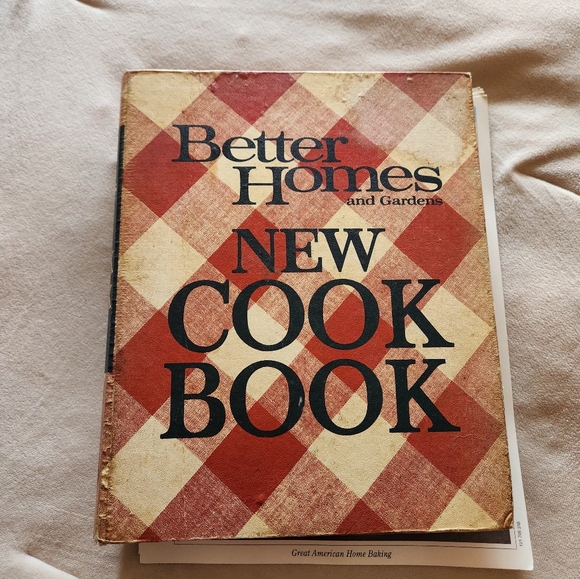 Better
Homes
and Gardens
NEW
COOK
BOOK
Great American Home Baking